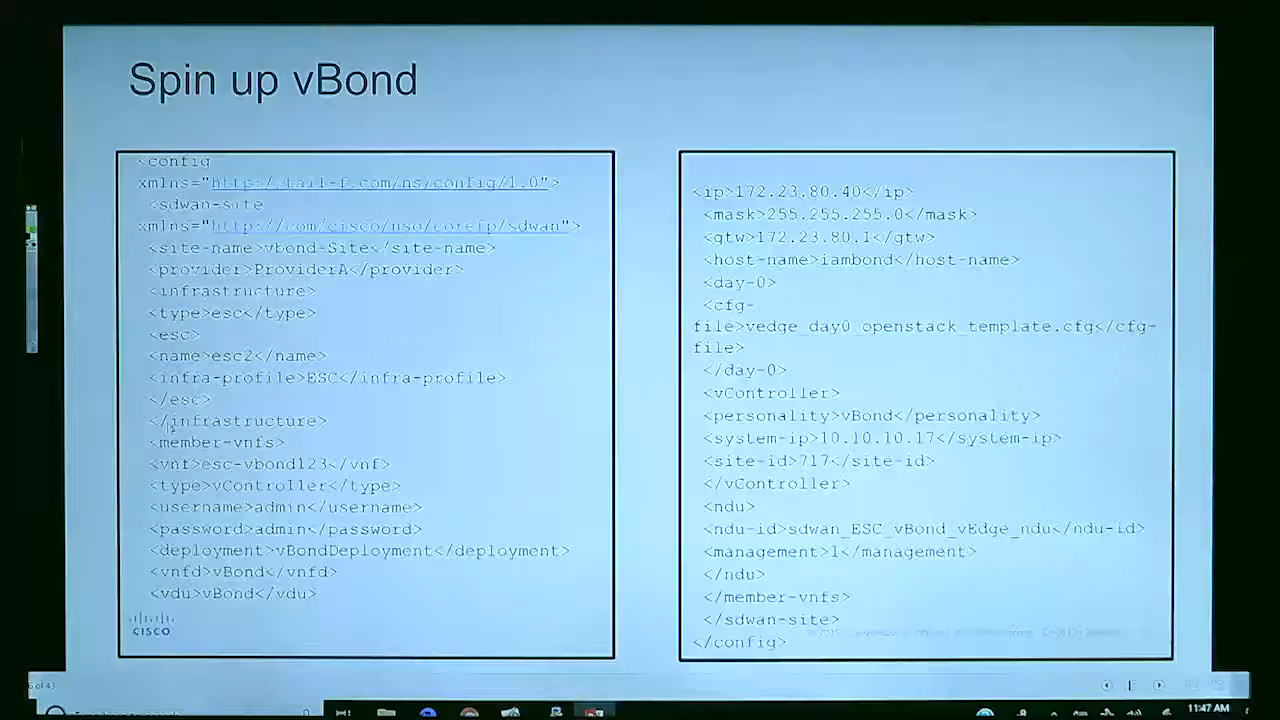 Spin up vBond
<config
xmlns="http://tail-f.com/ns/config/1.0">
<sdwan-site
xmlns="http://com/cisco/nso/corefp/sdwan">
<site-name>vbond-Site</site-name>
<provider>ProviderA</provider>
<infrastructure>
<type>esc</type>
<esc>
<name>esc2</name>
<infra-profile>ESC</infra-profile>
</esc>
</infrastructure>
<member-vnfs>
<vnf>esc-vbond123</vnf>
<type>vController</type>
<username>admin</username>
<password>admin</password>
<deployment>vBondDeployment</deployment>
<vnfd>vBond</vnfd>
<vdu>vBond</vdu>
CISCO
<ip>172.23.80.40</ip>
<mask>255.255.255.0</mask>
<gtw>172.23.80.1</gtw>
<host-name>iambond</host-name>
<day-0>
<cfg-
file>vedge_day0_openstack_template.cfg</cfg-
file>
</day-0>
<vController>
<personality>vBond</personality>
<system-ip>10.10.10.17</system-ip>
<site-id>717</site-id>
</vController>
<ndu>
<ndu-id>sdwan_ESC_vBond_vEdge_ndu</ndu-id>
<management>1</management>
</ndu>
</member-vnfs>
</sdwan-site>
</config>
of 43
11:47 AM